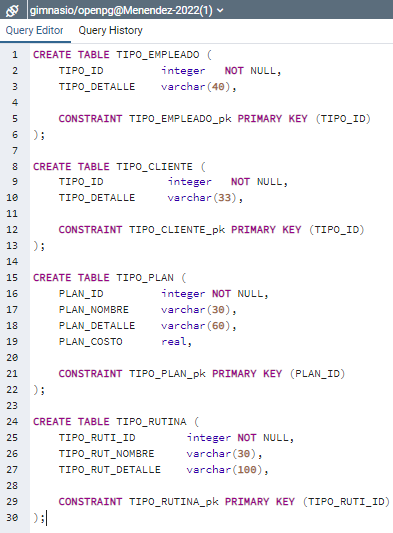 gimnasio/openpg@Menendez-2022(1)
Query Editor Query History
1 CREATE TABLE TIPO_EMPLEADO (
2 TIPO_ID integer NOT NULL,
3 TIPO_DETALLE varchar(40),
4
5 CONSTRAINT TIPO_EMPLEADO_pk PRIMARY KEY (TIPO_ID)
6 );
7
8 CREATE TABLE TIPO_CLIENTE (
9 TIPO_ID integer NOT NULL,
10 TIPO_DETALLE varchar(33),
11
12 CONSTRAINT TIPO_CLIENTE_pk PRIMARY KEY (TIPO_ID)
13 );
14
15 CREATE TABLE TIPO_PLAN (
16 PLAN_ID integer NOT NULL,
17 PLAN_NOMBRE varchar(30),
18 PLAN_DETALLE varchar(60),
19 PLAN_COSTO real,
20
21 CONSTRAINT TIPO_PLAN_pk PRIMARY KEY (PLAN_ID)
22 );
23
24 CREATE TABLE TIPO_RUTINA (
25 TIPO_RUTI_ID integer NOT NULL,
26 TIPO_RUT_NOMBRE varchar(30),
27 TIPO_RUT_DETALLE varchar(100),
28
29 CONSTRAINT TIPO_RUTINA_pk PRIMARY KEY (TIPO_RUTI_ID)
30 );